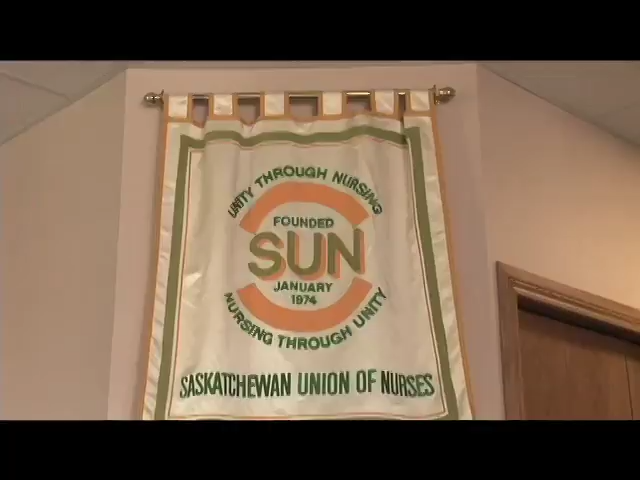 UNITY THROUGH NURSING
FOUNDED
SUN
JANUARY
1974
NURSING THROUGH UNITY
SASKATCHEWAN UNION OF NURSES